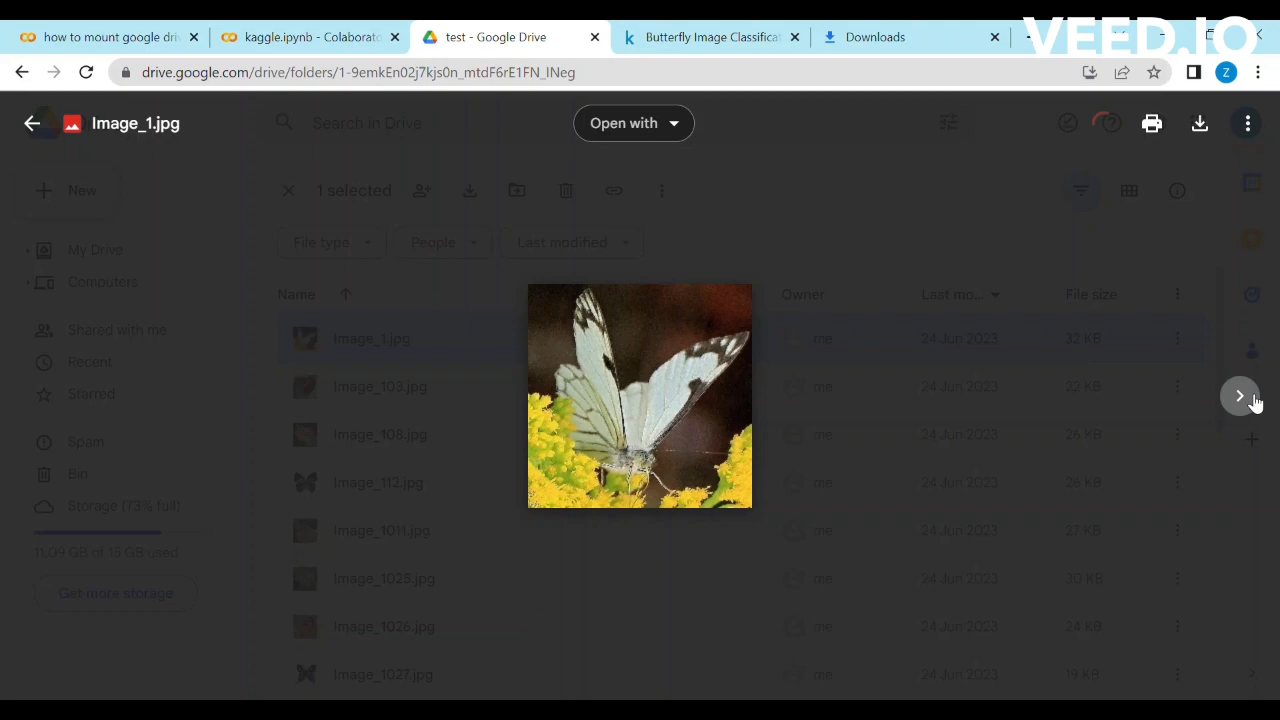 how to mount google dri
kaggle.ipynb - Colaborato
test - Google Drive
Butterfly Image Classificat
Downloads
VEED.IO
drive.google.com/drive/folders/1-9emkEn02j7kjs0n_mtdF6rE1FN_lNeg
Z
Image_1.jpg
Search in Drive
Open with
New
1 selected
My Drive
File type
People
Last modified
Computers
Name
Owner
Last mo...
File size
Shared with me
Image_1.jpg
me
24 Jun 2023
32 KB
Recent
Image_103.jpg
me
24 Jun 2023
32 KB
Starred
Image_108.jpg
me
24 Jun 2023
26 KB
Spam
Bin
Image_112.jpg
me
24 Jun 2023
26 KB
Storage (73% full)
Image_1011.jpg
me
24 Jun 2023
27 KB
11.09 GB of 15 GB used
Image_1025.jpg
me
24 Jun 2023
30 KB
Get more storage
Image_1026.jpg
me
24 Jun 2023
24 KB
Image_1027.jpg
me
24 Jun 2023
19 KB